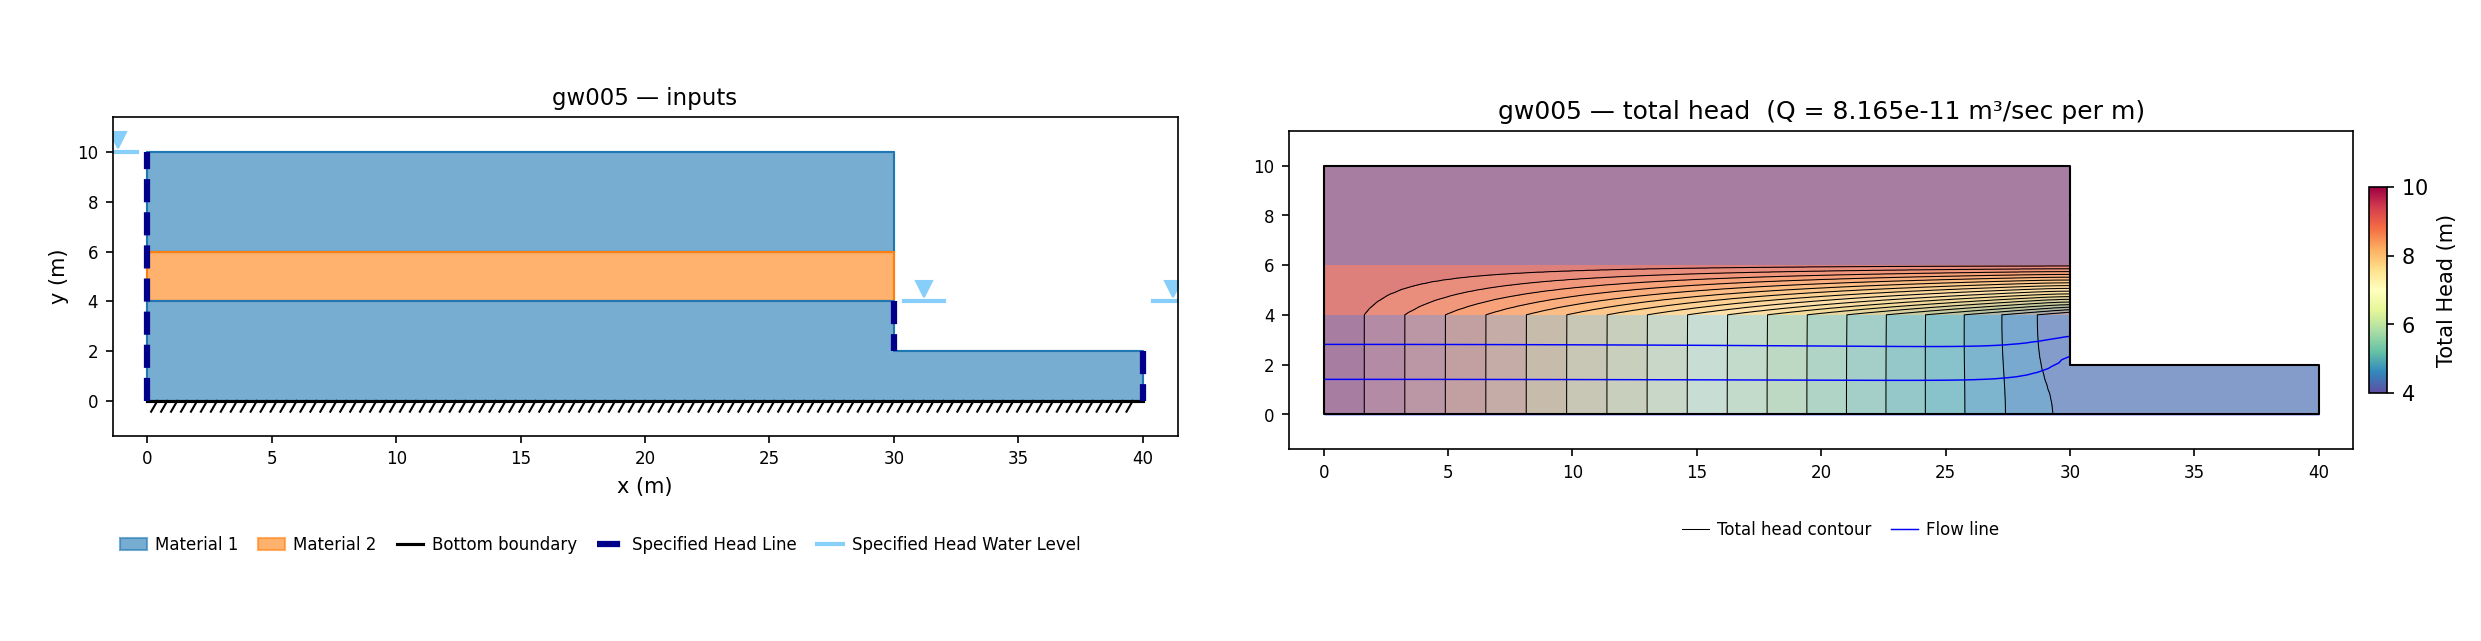 gw005 — inputs
y (m)
10
8
6
4
2
0
0 5 10 15 20 25 30 35 40
x (m)
Material 1 Material 2 Bottom boundary Specified Head Line Specified Head Water Level
gw005 — total head (Q = 8.165e-11 m³/sec per m)
10
8
6
4
2
0
0 5 10 15 20 25 30 35 40
Total head contour Flow line
10
8
6
4
Total Head (m)